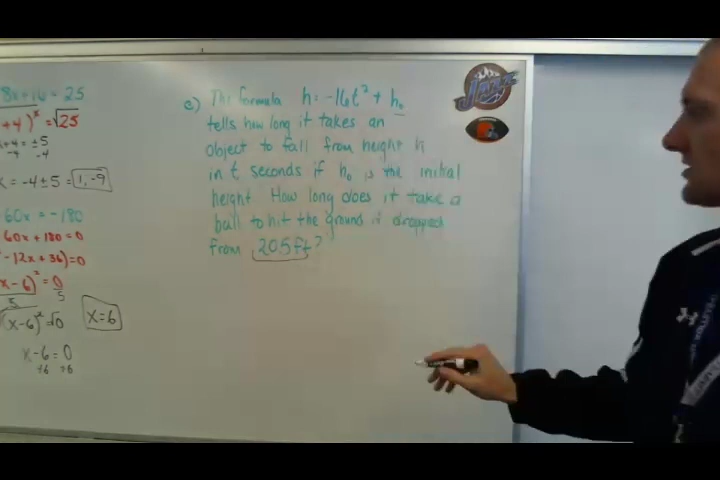 8x+16 = 25
+4)² = √25
x+4 = ±5
-4 -4
x = -4±5 = 1, -9
60x = -180
60x + 180 = 0
-12x + 36) = 0
x-6)² = 0
5 5
√(x-6)² = √0
x=6
x-6 = 0
+6 +6
c) The formula h = -16t² + h₀
tells how long it takes an
object to fall from height h
in t seconds if h₀ is the initial
height How long does it take a
ball to hit the ground if dropped
from 205ft?
JAZZ